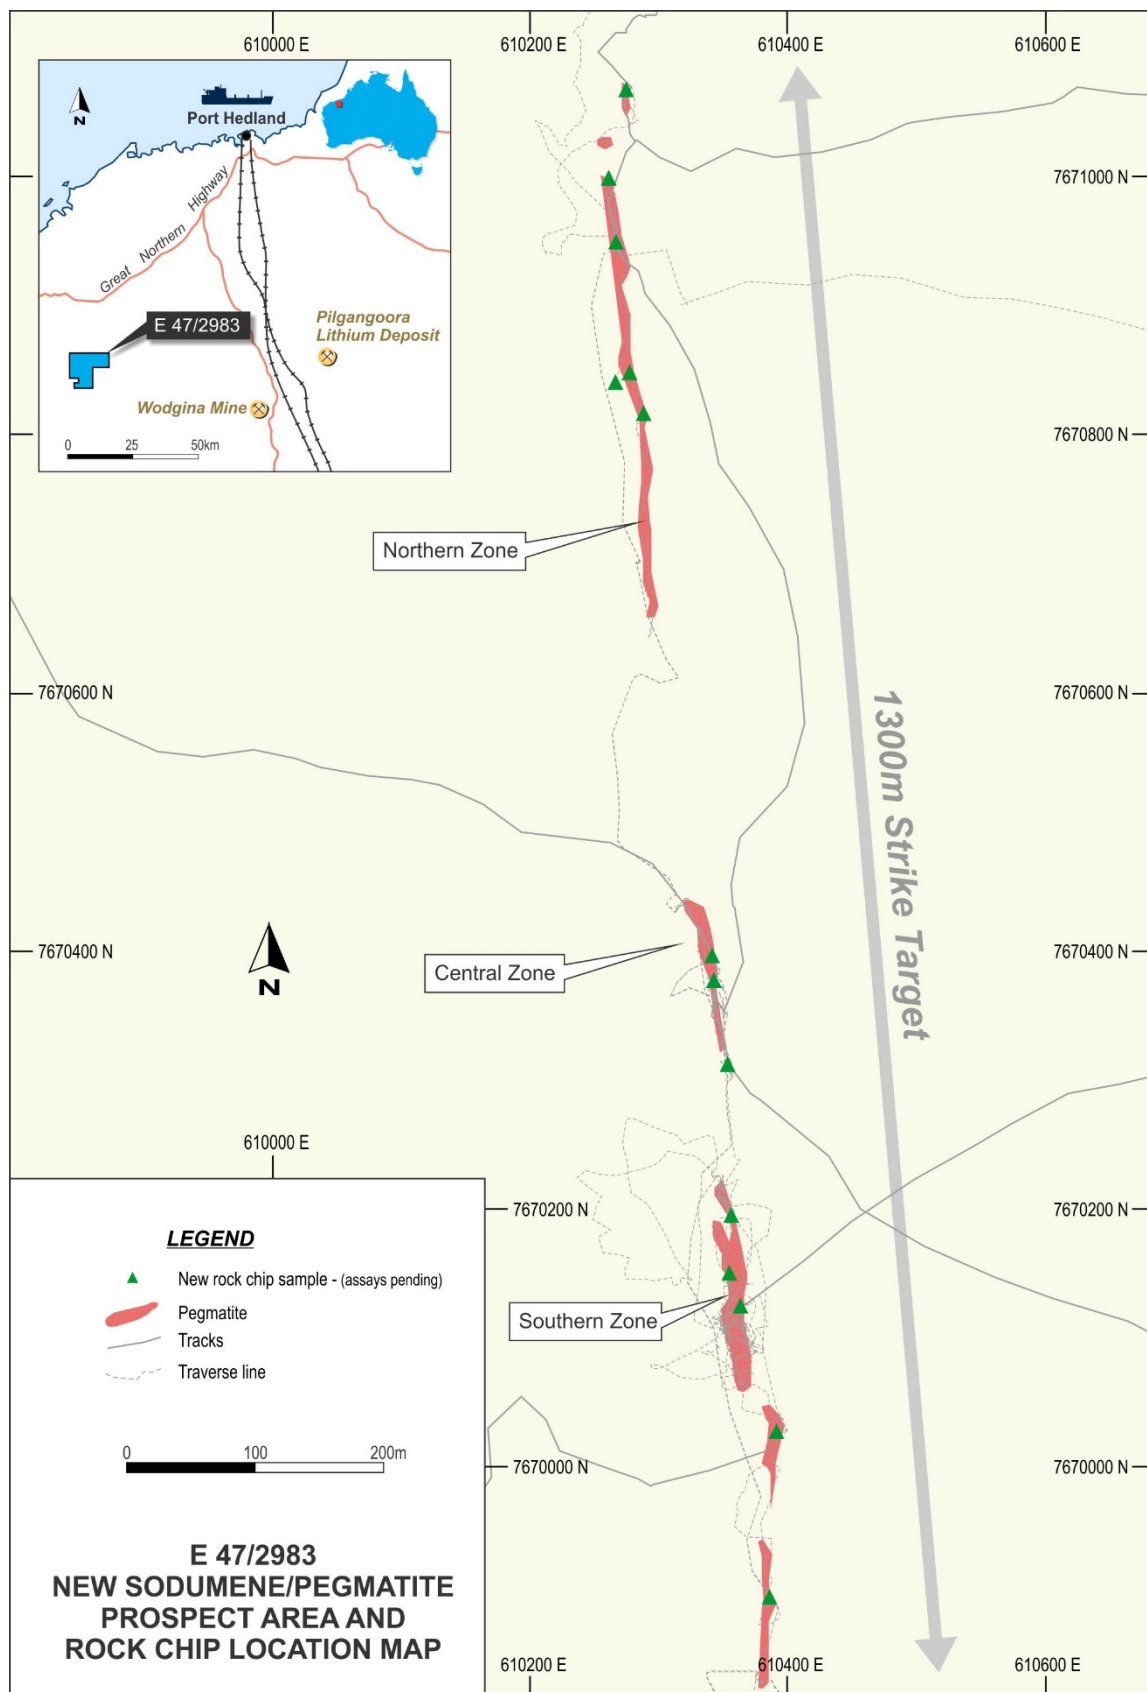 610000 E
610200 E
610400 E
610600 E
N
Port Hedland
Great Northern Highway
E 47/2983
Pilgangoora
Lithium Deposit
Wodgina Mine
0 25 50km
7671000 N
7670800 N
Northern Zone
7670600 N
7670600 N
1300m Strike Target
7670400 N
7670400 N
Central Zone
N
610000 E
7670200 N
7670200 N
Southern Zone
7670000 N
7670000 N
LEGEND
New rock chip sample - (assays pending)
Pegmatite
Tracks
Traverse line
0 100 200m
E 47/2983
NEW SODUMENE/PEGMATITE
PROSPECT AREA AND
ROCK CHIP LOCATION MAP
610200 E
610400 E
610600 E